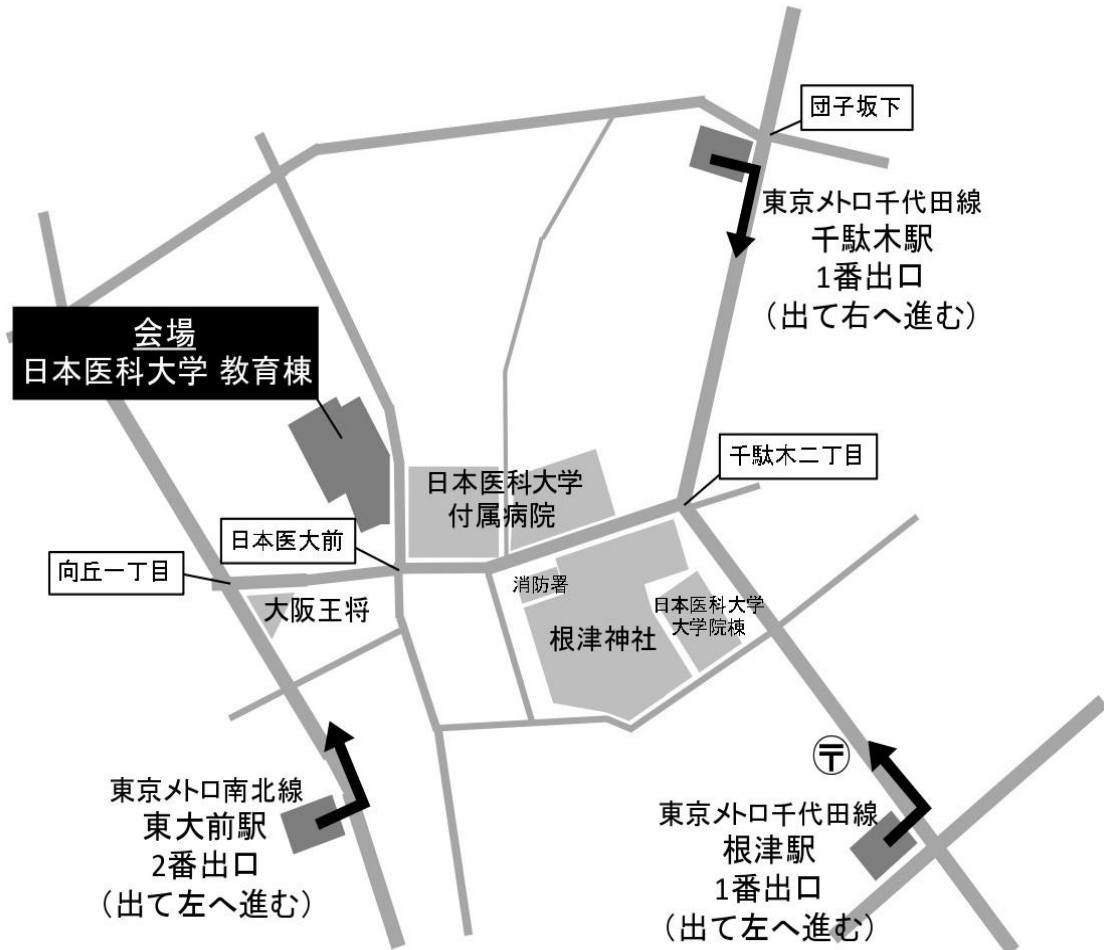 団子坂下
東京メトロ千代田線
千駄木駅
1番出口
(出て右へ進む)
会場
日本医科大学 教育棟
千駄木二丁目
日本医科大学
付属病院
日本医大前
向丘一丁目
大阪王将
消防署
日本医科大学
大学院棟
根津神社
〒
東京メトロ南北線
東大前駅
2番出口
(出て左へ進む)
東京メトロ千代田線
根津駅
1番出口
(出て左へ進む)